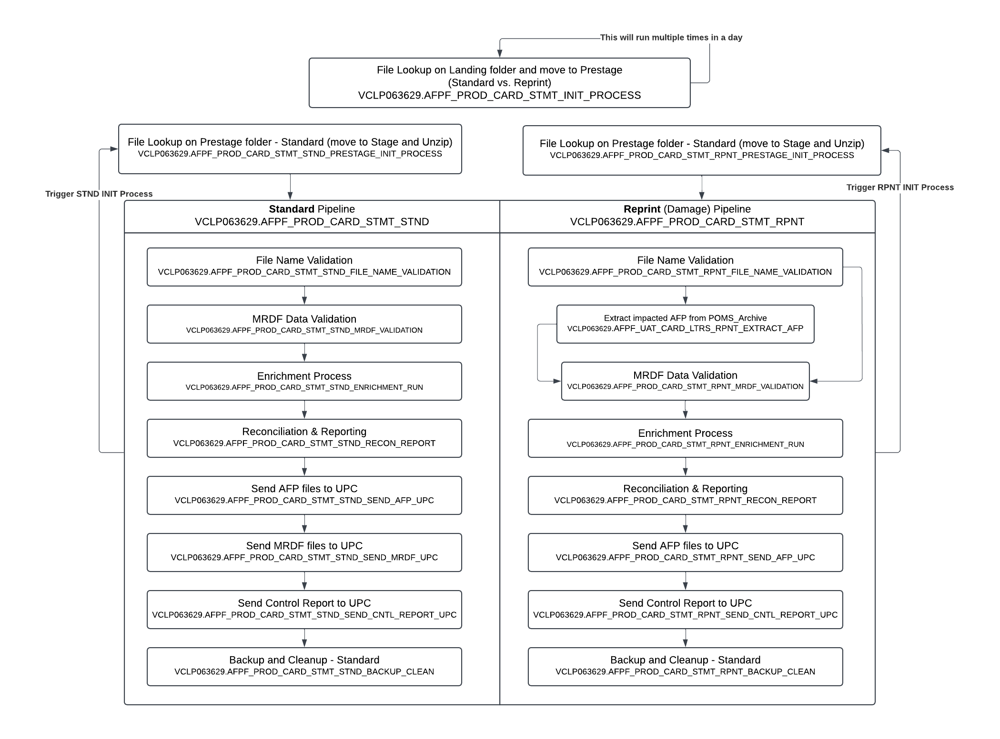 This will run multiple times in a day
File Lookup on Landing folder and move to Prestage
(Standard vs. Reprint)
VCLP063629.AFPF_PROD_CARD_STMT_INIT_PROCESS
File Lookup on Prestage folder - Standard (move to Stage and Unzip)
VCLP063629.AFPF_PROD_CARD_STMT_STND_PRESTAGE_INIT_PROCESS
File Lookup on Prestage folder - Standard (move to Stage and Unzip)
VCLP063629.AFPF_PROD_CARD_STMT_RPNT_PRESTAGE_INIT_PROCESS
Trigger STND INIT Process
Trigger RPNT INIT Process
Standard Pipeline
VCLP063629.AFPF_PROD_CARD_STMT_STND
File Name Validation
VCLP063629.AFPF_PROD_CARD_STMT_STND_FILE_NAME_VALIDATION
MRDF Data Validation
VCLP063629.AFPF_PROD_CARD_STMT_STND_MRDF_VALIDATION
Enrichment Process
VCLP063629.AFPF_PROD_CARD_STMT_STND_ENRICHMENT_RUN
Reconciliation & Reporting
VCLP063629.AFPF_PROD_CARD_STMT_STND_RECON_REPORT
Send AFP files to UPC
VCLP063629.AFPF_PROD_CARD_STMT_STND_SEND_AFP_UPC
Send MRDF files to UPC
VCLP063629.AFPF_PROD_CARD_STMT_STND_SEND_MRDF_UPC
Send Control Report to UPC
VCLP063629.AFPF_PROD_CARD_STMT_STND_SEND_CNTL_REPORT_UPC
Backup and Cleanup - Standard
VCLP063629.AFPF_PROD_CARD_STMT_STND_BACKUP_CLEAN
Reprint (Damage) Pipeline
VCLP063629.AFPF_PROD_CARD_STMT_RPNT
File Name Validation
VCLP063629.AFPF_PROD_CARD_STMT_RPNT_FILE_NAME_VALIDATION
Extract impacted AFP from POMS_Archive
VCLP063629.AFPF_UAT_CARD_LTRS_RPNT_EXTRACT_AFP
MRDF Data Validation
VCLP063629.AFPF_PROD_CARD_STMT_RPNT_MRDF_VALIDATION
Enrichment Process
VCLP063629.AFPF_PROD_CARD_STMT_RPNT_ENRICHMENT_RUN
Reconciliation & Reporting
VCLP063629.AFPF_PROD_CARD_STMT_RPNT_RECON_REPORT
Send AFP files to UPC
VCLP063629.AFPF_PROD_CARD_STMT_RPNT_SEND_AFP_UPC
Send Control Report to UPC
VCLP063629.AFPF_PROD_CARD_STMT_RPNT_SEND_CNTL_REPORT_UPC
Backup and Cleanup - Standard
VCLP063629.AFPF_PROD_CARD_STMT_RPNT_BACKUP_CLEAN